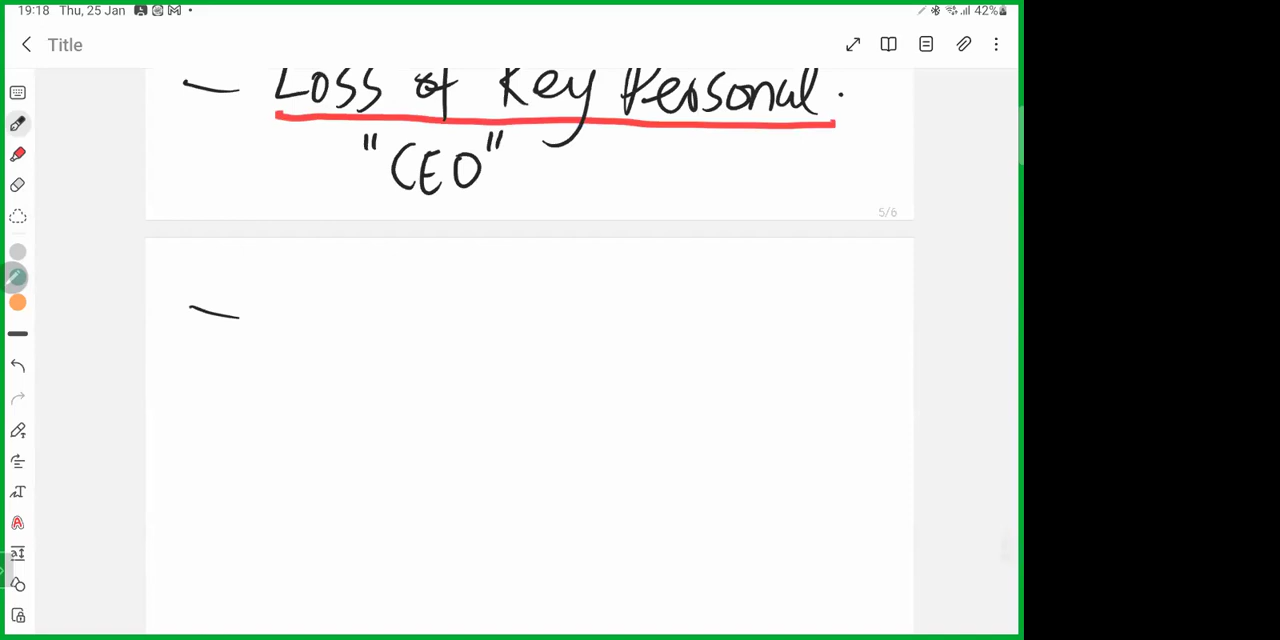 19:18 Thu, 25 Jan 42%
Title
— Loss of Key Personal.
"CEO"
5/6
—